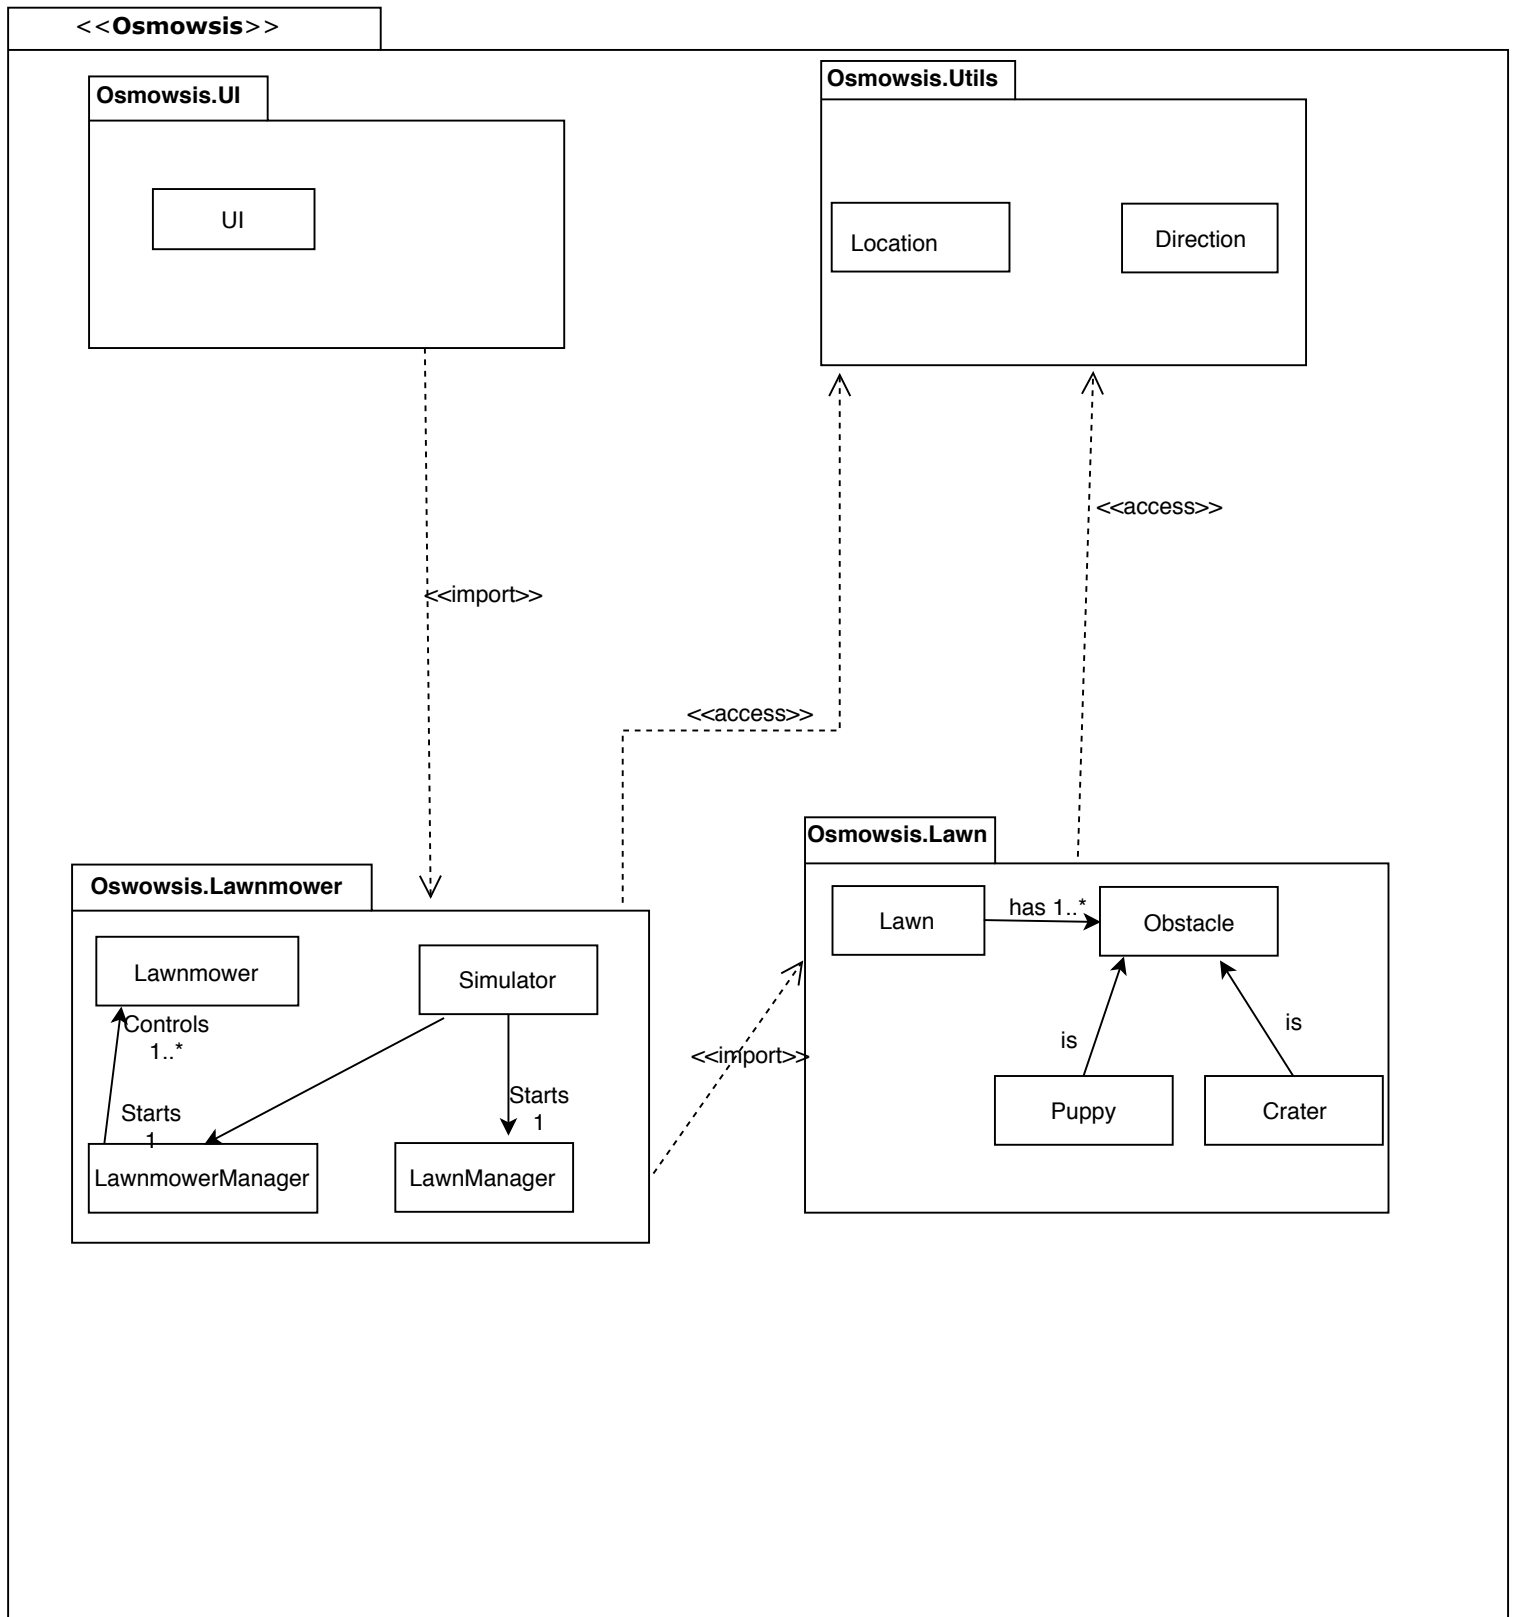 <<Osmowsis>>
Osmowsis.UI
UI
Osmowsis.Utils
Location
Direction
<<import>>
<<access>>
<<access>>
Oswowsis.Lawnmower
Lawnmower
Simulator
Controls
1..*
Starts
1
Starts
1
LawnmowerManager
LawnManager
<<import>>
Osmowsis.Lawn
Lawn
has 1..*
Obstacle
is
is
Puppy
Crater